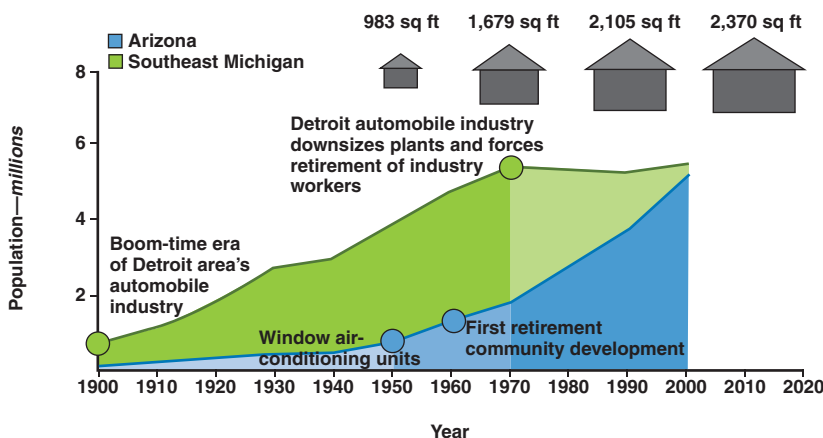 983 sq ft 1,679 sq ft 2,105 sq ft 2,370 sq ft
Arizona
Southeast Michigan
8
6
4
2
Population—millions
Detroit automobile industry
downsizes plants and forces
retirement of industry
workers
Boom-time era
of Detroit area's
automobile
industry
Window air-
conditioning units
First retirement
community development
1900 1910 1920 1930 1940 1950 1960 1970 1980 1990 2000 2010 2020
Year